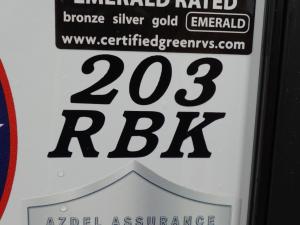 EMERALD RATED
bronze silver gold EMERALD
www.certifiedgreenrvs.com
203
RBK
AZDEL ASSURANCE